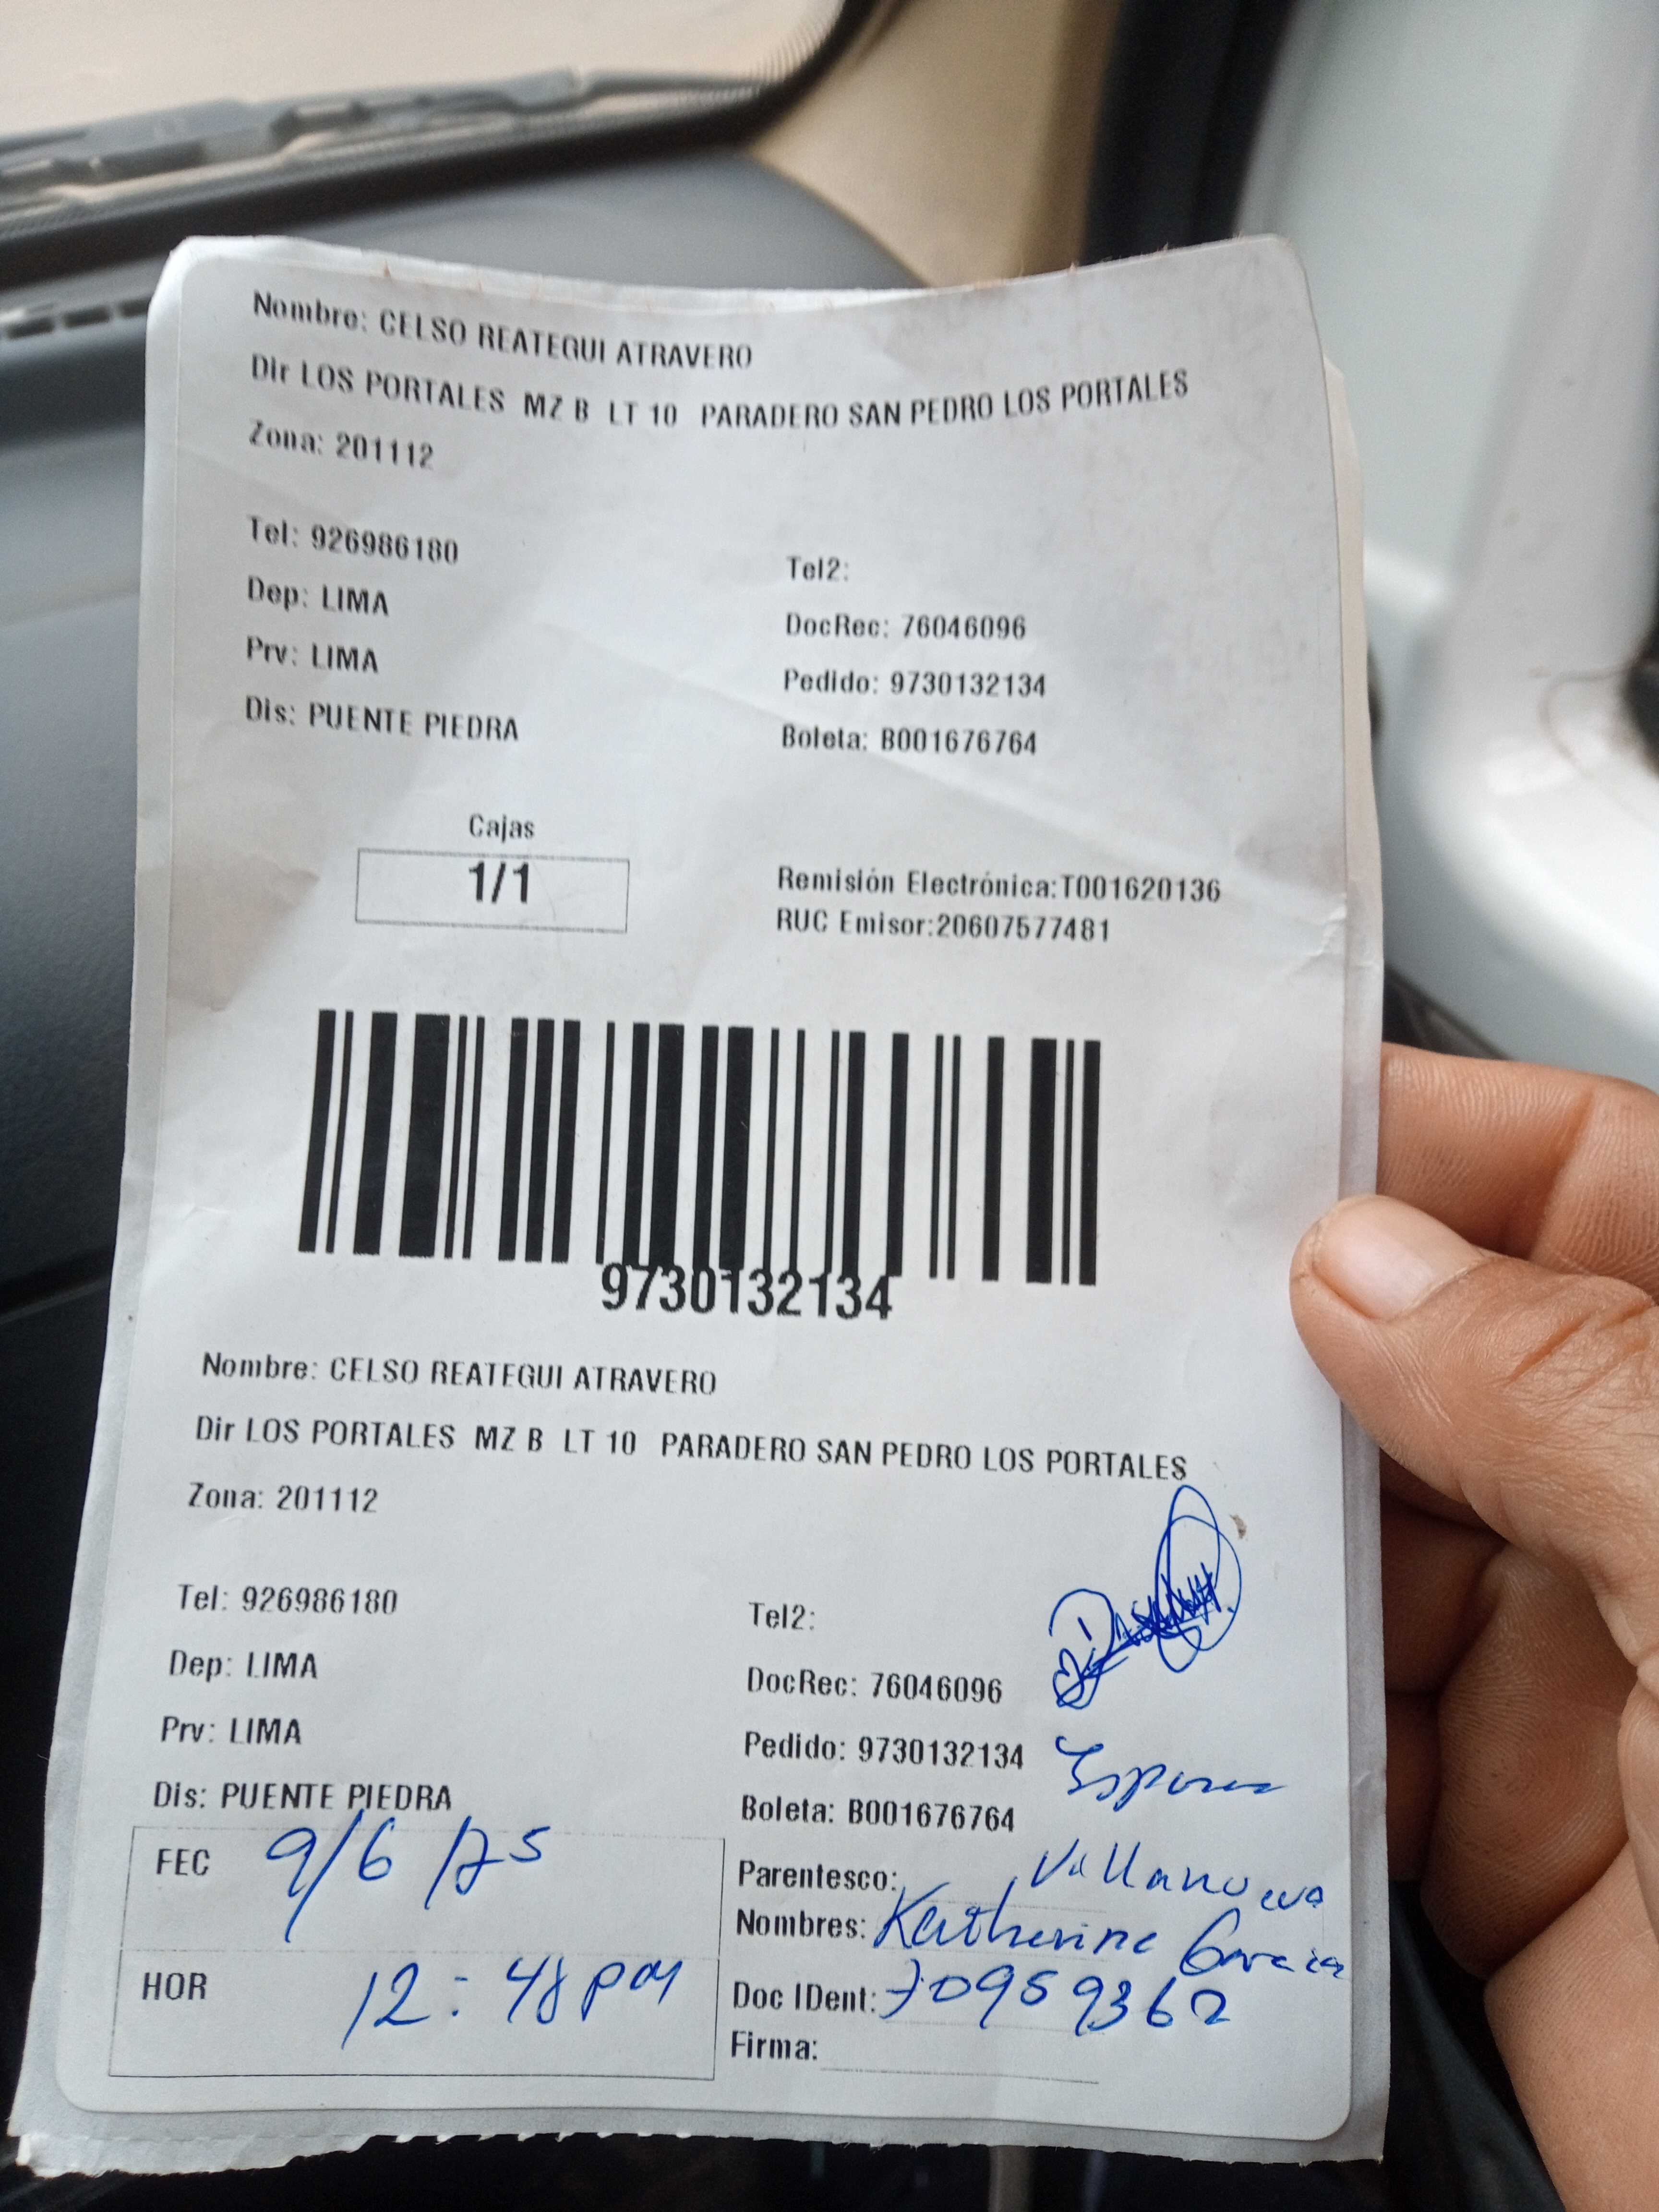 Nombre: CELSO REATEGUI ATRAVERO
Dir LOS PORTALES MZ B LT 10 PARADERO SAN PEDRO LOS PORTALES
Zona: 201112
Tel: 926986180
Tel2:
Dep: LIMA
DocRec: 76046096
Prv: LIMA
Pedido: 9730132134
Dis: PUENTE PIEDRA
Boleta: B001676764
Cajas
1/1
Remisión Electrónica:T001620136
RUC Emisor:20607577481
9730132134
Nombre: CELSO REATEGUI ATRAVERO
Dir LOS PORTALES MZ B LT 10 PARADERO SAN PEDRO LOS PORTALES
Zona: 201112
Tel: 926986180
Tel2:
Dep: LIMA
DocRec: 76046096
Prv: LIMA
Pedido: 9730132134
Dis: PUENTE PIEDRA
Boleta: B001676764
FEC 9/6/25
Parentesco: Esposa
Villanueva
Nombres: Katherine Garcia
HOR 12:48 pm
Doc IDent: 70959362
Firma: